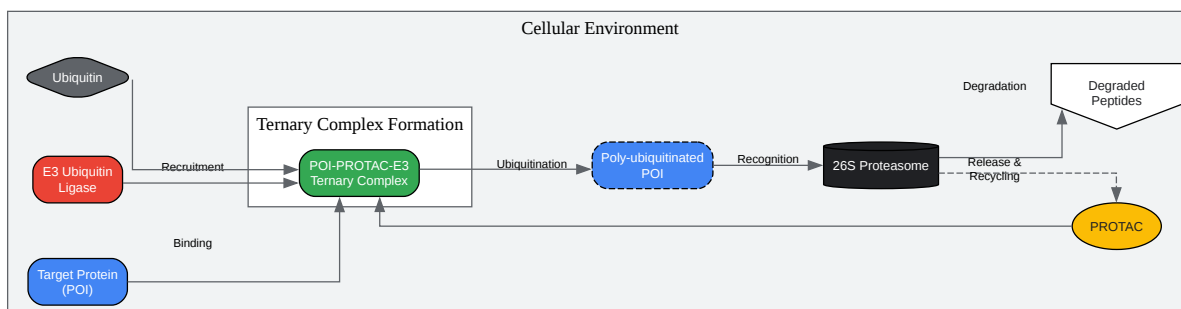 Cellular Environment
Ubiquitin
Ternary Complex Formation
E3 Ubiquitin
Ligase
Recruitment
POI-PROTAC-E3
Ternary Complex
Ubiquitination
Poly-ubiquitinated
POI
Recognition
26S Proteasome
Degradation
Degraded
Peptides
Release &
Recycling
PROTAC
Binding
Target Protein
(POI)